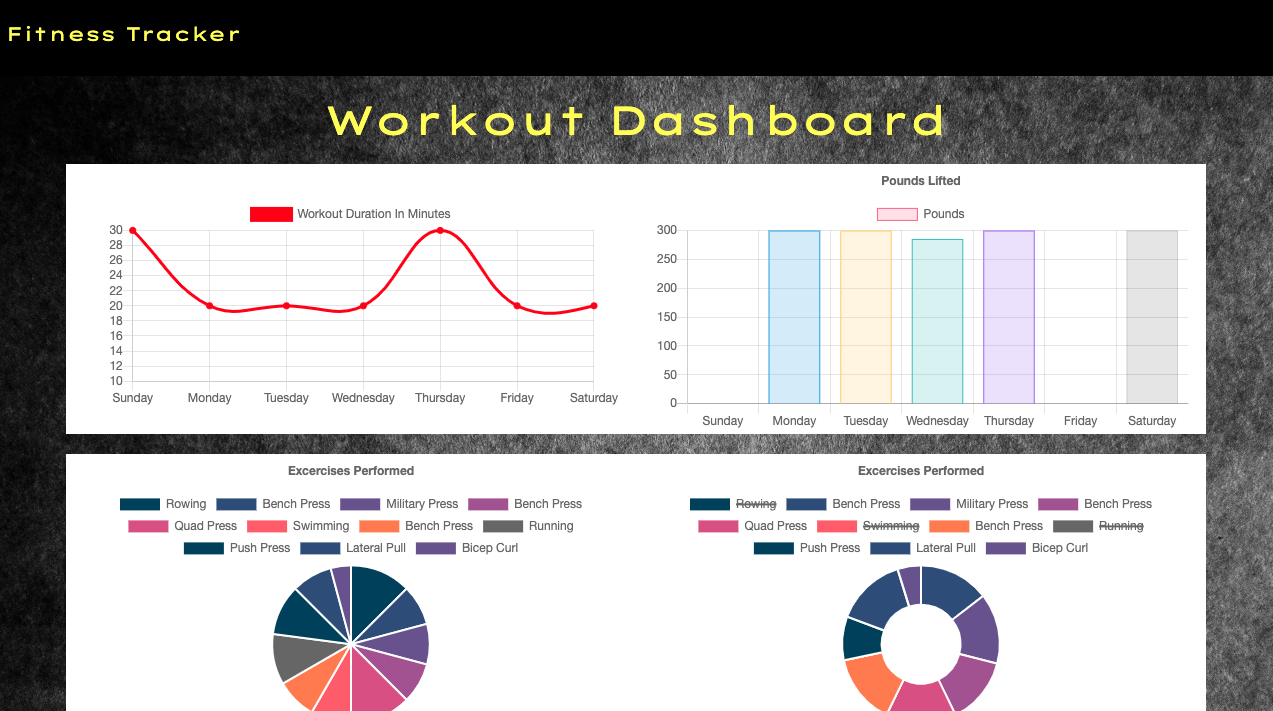 Fitness Tracker
Workout Dashboard
Workout Duration In Minutes
30
28
26
24
22
20
18
16
14
12
10
Sunday Monday Tuesday Wednesday Thursday Friday Saturday
Pounds Lifted
Pounds
300
250
200
150
100
50
0
Sunday Monday Tuesday Wednesday Thursday Friday Saturday
Excercises Performed
Rowing Bench Press Military Press Bench Press
Quad Press Swimming Bench Press Running
Push Press Lateral Pull Bicep Curl
Excercises Performed
Rowing Bench Press Military Press Bench Press
Quad Press Swimming Bench Press Running
Push Press Lateral Pull Bicep Curl